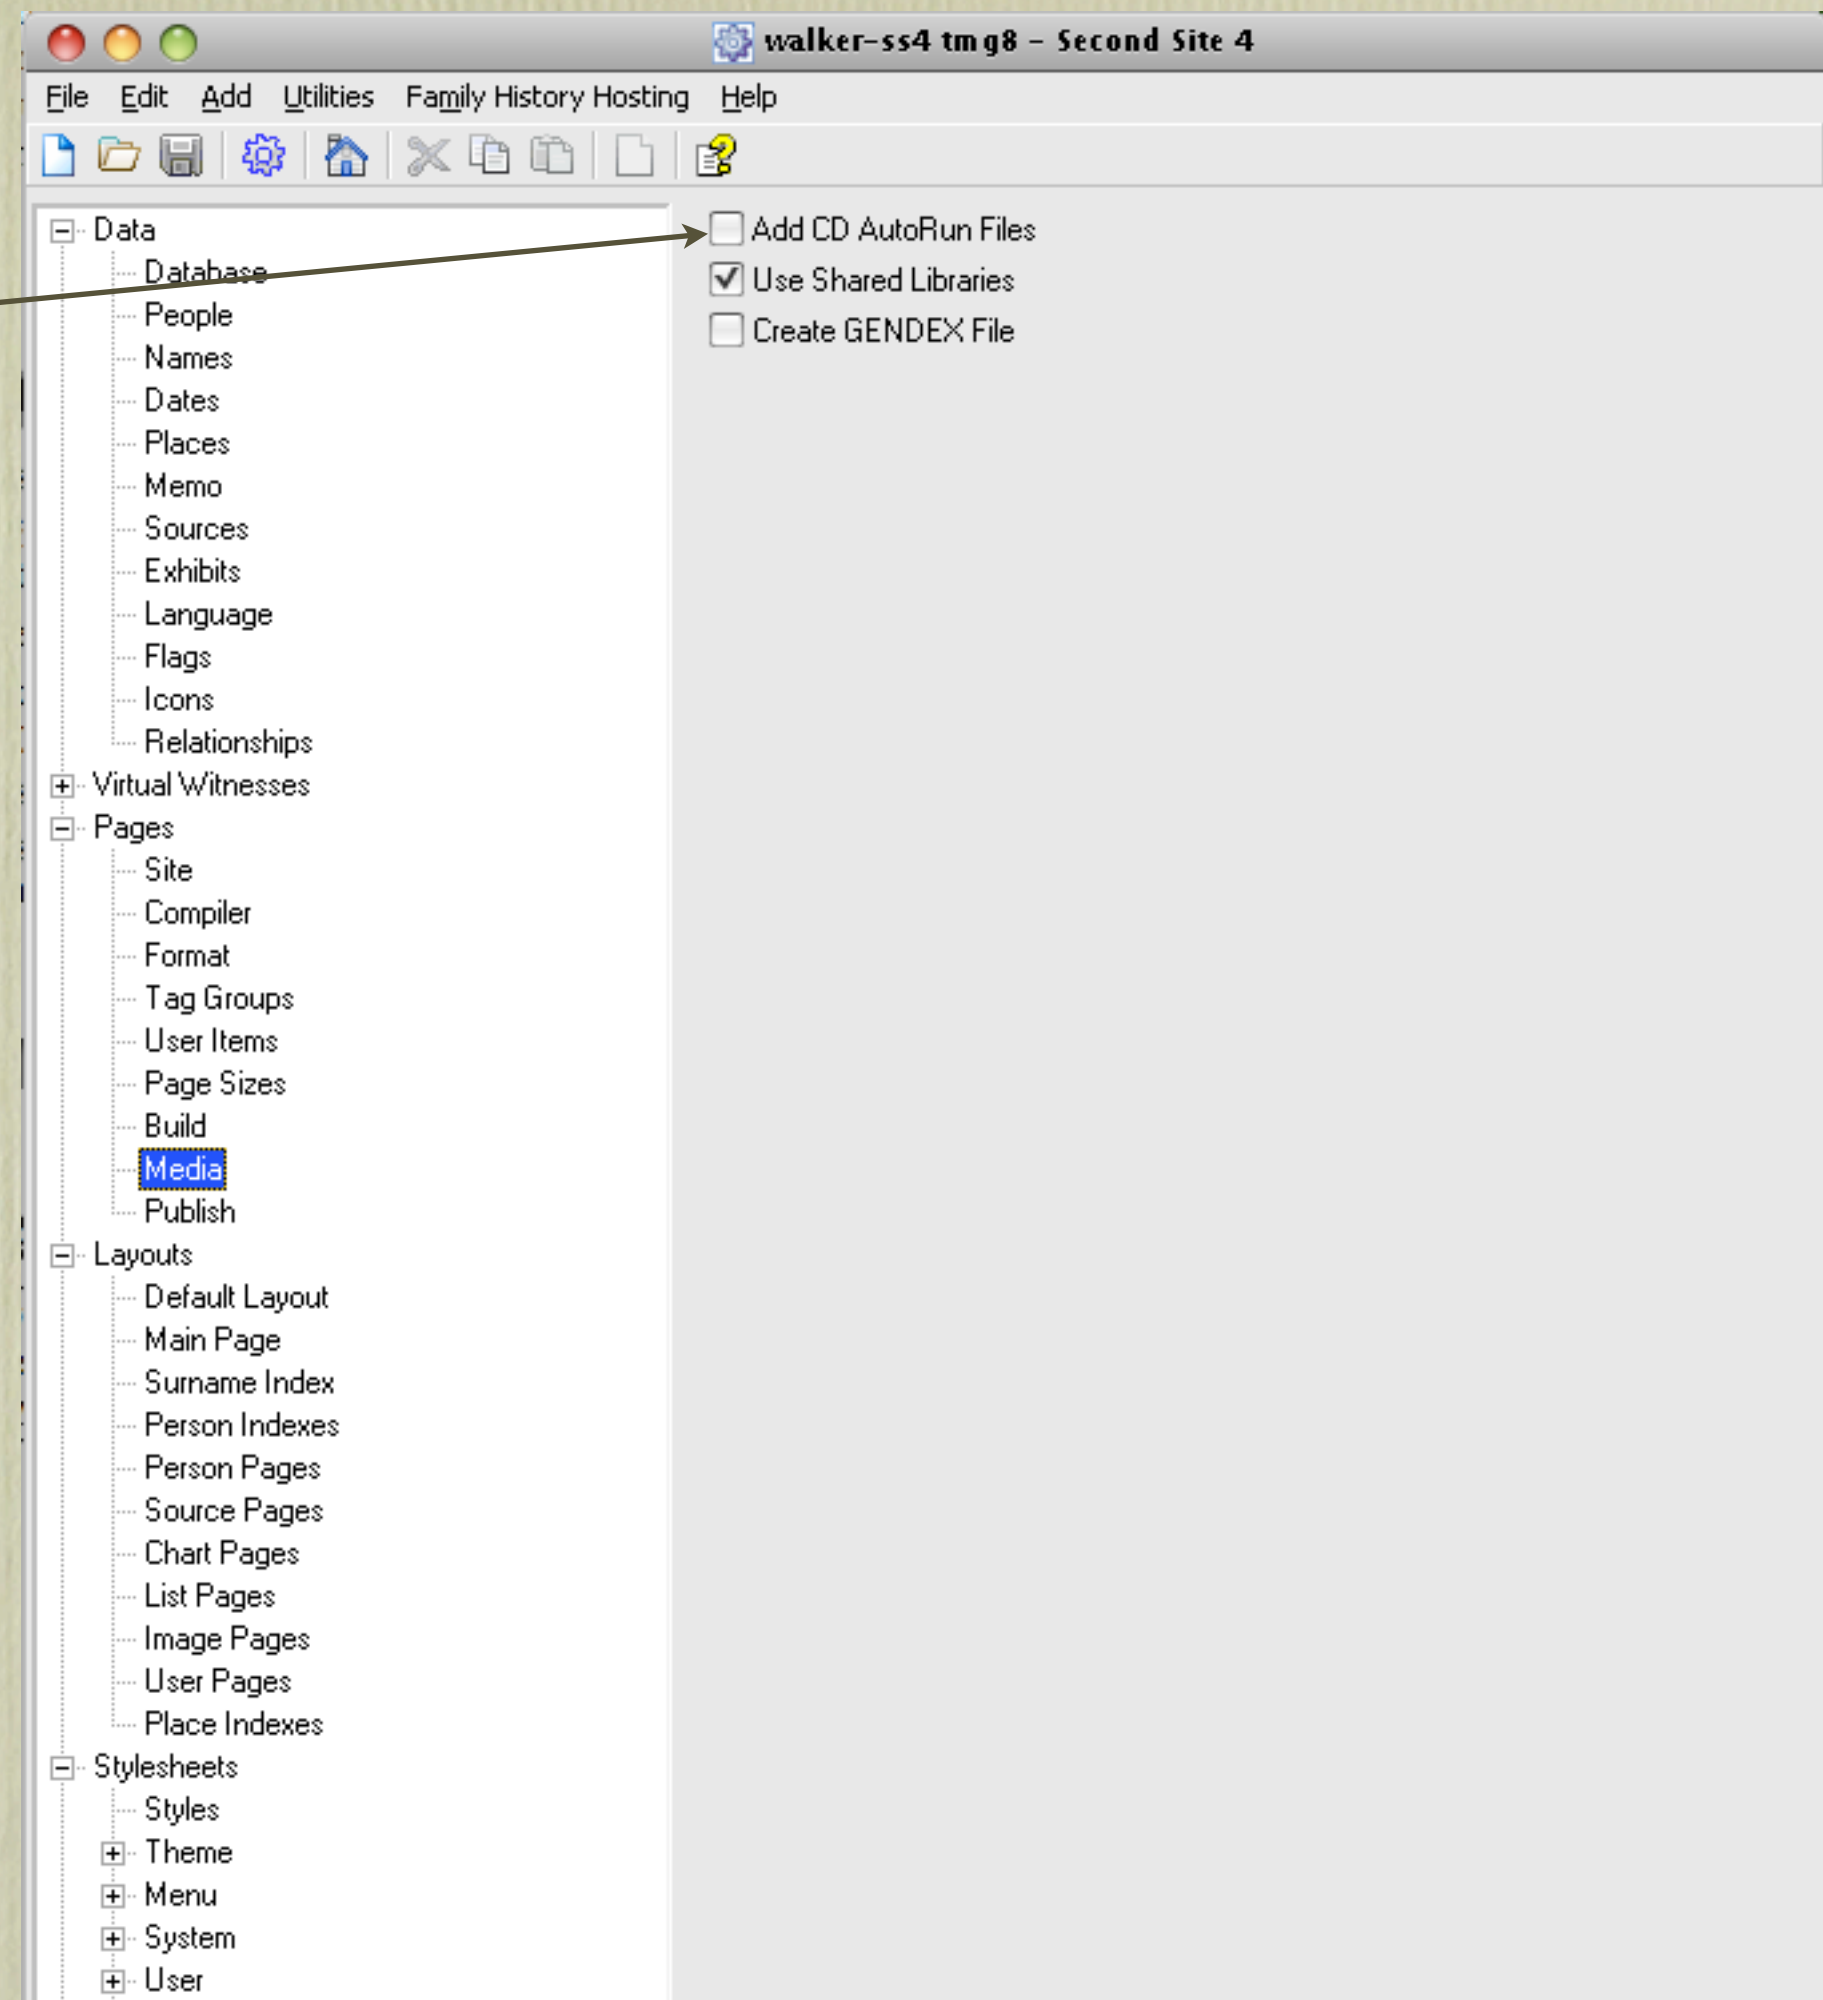 walker-ss4 tmg8 - Second Site 4
File Edit Add Utilities Family History Hosting Help
Data
Database
People
Names
Dates
Places
Memo
Sources
Exhibits
Language
Flags
Icons
Relationships
Virtual Witnesses
Pages
Site
Compiler
Format
Tag Groups
User Items
Page Sizes
Build
Media
Publish
Layouts
Default Layout
Main Page
Surname Index
Person Indexes
Person Pages
Source Pages
Chart Pages
List Pages
Image Pages
User Pages
Place Indexes
Stylesheets
Styles
Theme
Menu
System
User
Add CD AutoRun Files
Use Shared Libraries
Create GENDEX File